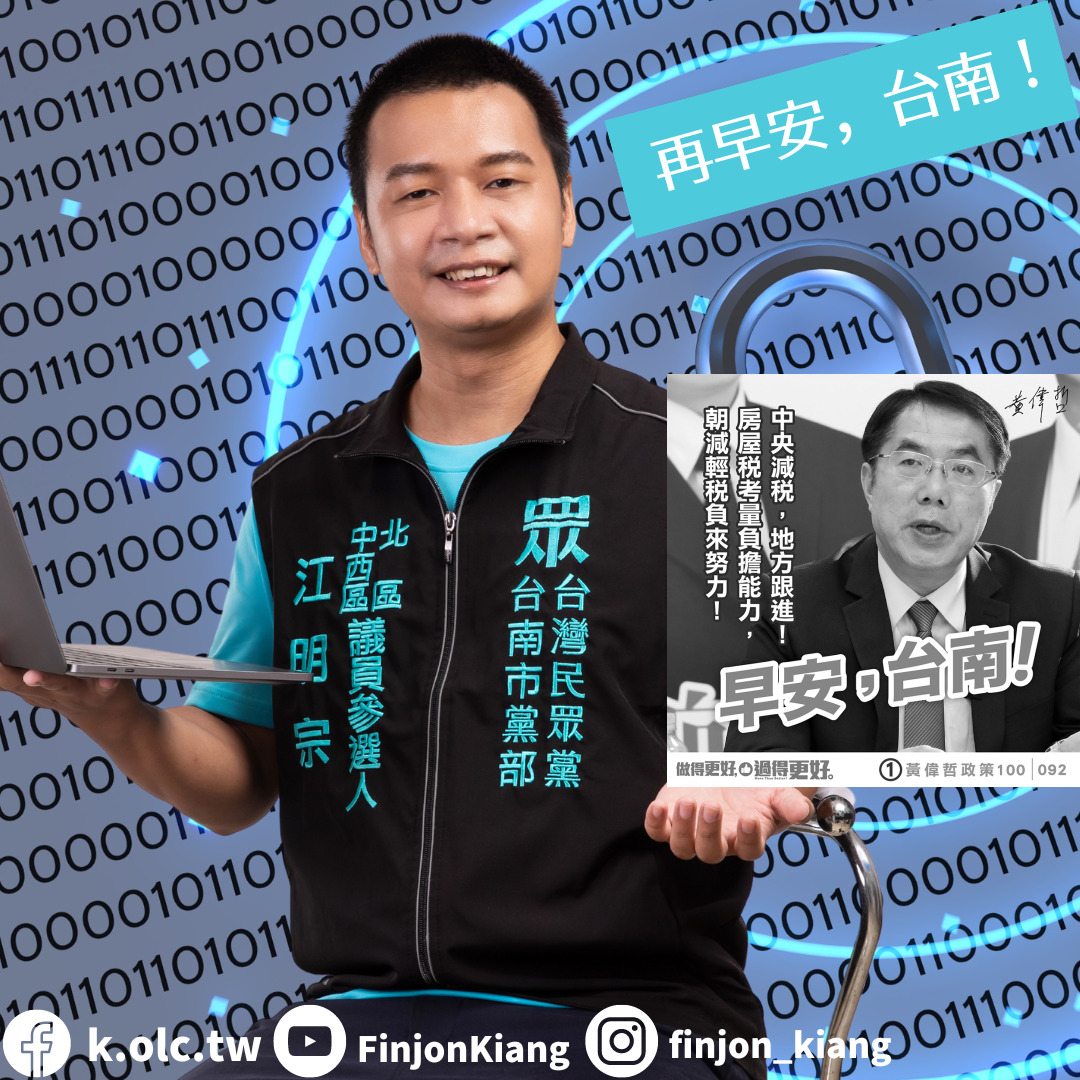 再早安，台南！
黃偉哲
中央減稅，地方跟進！
房屋稅考量負擔能力，
朝減輕稅負來努力！
早安，台南！
做得更好，過得更好。
①黃偉哲政策100｜092
眾
台灣民眾黨
台南市黨部
北區
中西區
議員參選人
江明宗
k.olc.tw
FinjonKiang
finjon_kiang